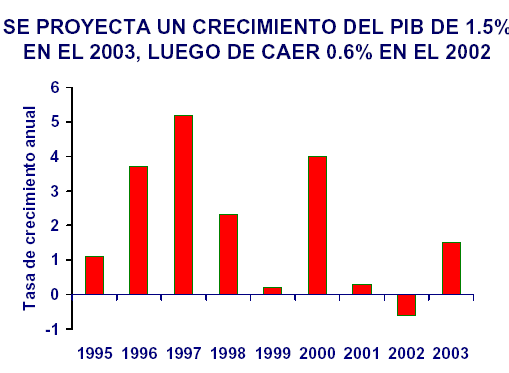 SE PROYECTA UN CRECIMIENTO DEL PIB DE 1.5%
EN EL 2003, LUEGO DE CAER 0.6% EN EL 2002
Tasa de crecimiento anual
6
5
4
3
2
1
0
-1
1995 1996 1997 1998 1999 2000 2001 2002 2003